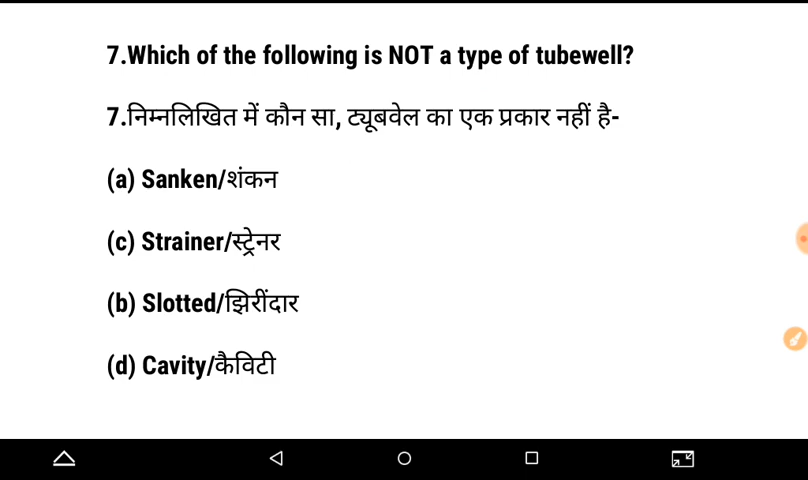 7.Which of the following is NOT a type of tubewell?
7.निम्नलिखित में कौन सा, ट्यूबवेल का एक प्रकार नहीं है-
(a) Sanken/शंकन
(c) Strainer/स्ट्रेनर
(b) Slotted/झिरींदार
(d) Cavity/कैविटी